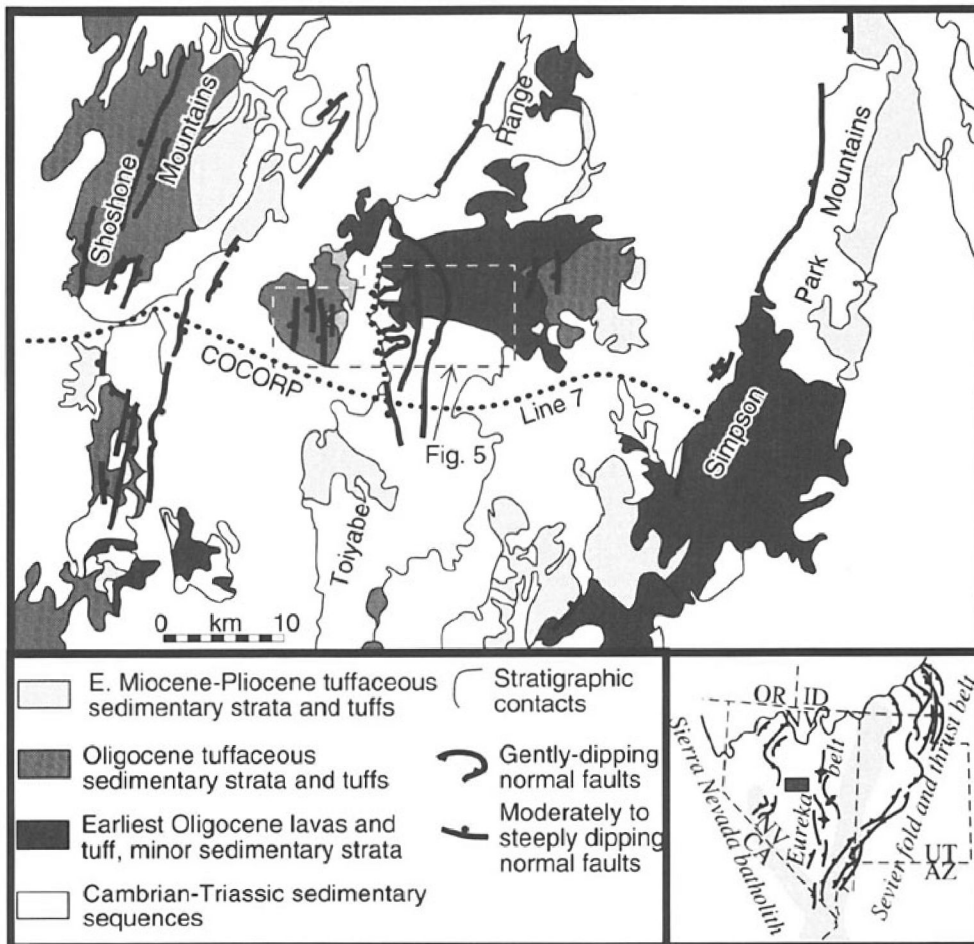 Shoshone
Mountains
Range
Park
Mountains
COCORP
Line 7
Fig. 5
Simpson
Toiyabe
0 km 10
E. Miocene-Pliocene tuffaceous
sedimentary strata and tuffs
Oligocene tuffaceous
sedimentary strata and tuffs
Earliest Oligocene lavas and
tuff, minor sedimentary strata
Cambrian-Triassic sedimentary
sequences
Stratigraphic
contacts
Gently-dipping
normal faults
Moderately to
steeply dipping
normal faults
OR ID
NV
Sierra Nevada batholith
NV
CA
Eureka
belt
Sevier fold and thrust belt
UT
AZ